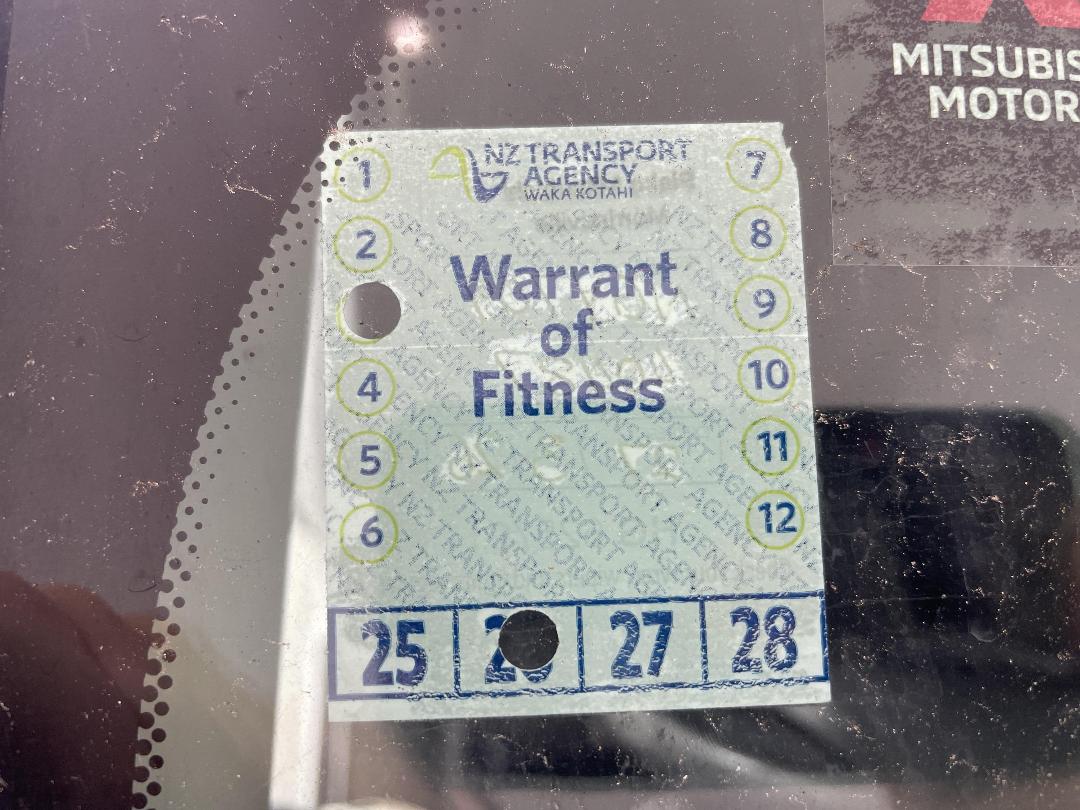 MITSUBIS
MOTOR
NZ TRANSPORT
AGENCY
WAKA KOTAHI
1
2
4
5
6
Warrant
of
Fitness
7
8
9
10
11
12
25
27
28